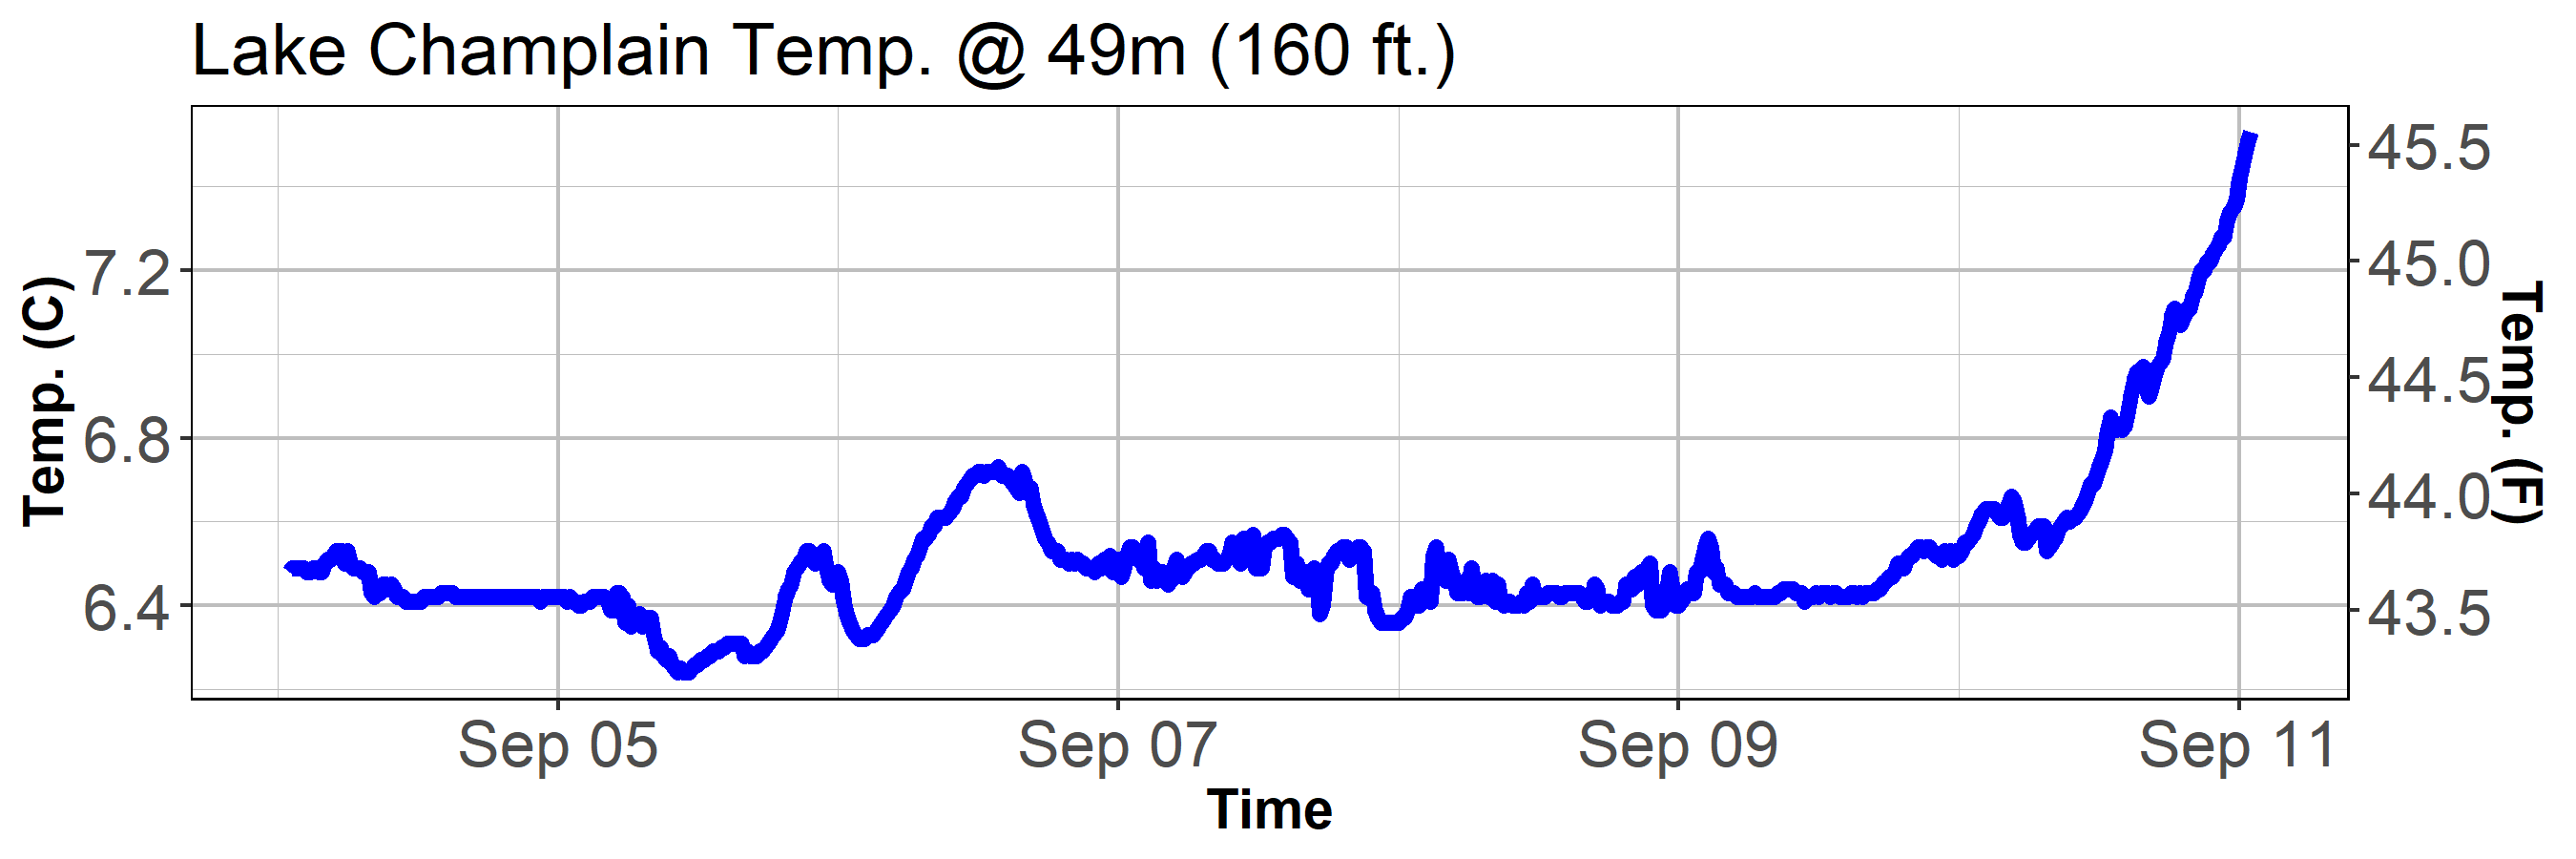 Lake Champlain Temp. @ 49m (160 ft.)
Temp. (C)
7.2
6.8
6.4
45.5
45.0
44.5
44.0
43.5
Temp. (F)
Sep 05
Sep 07
Sep 09
Sep 11
Time